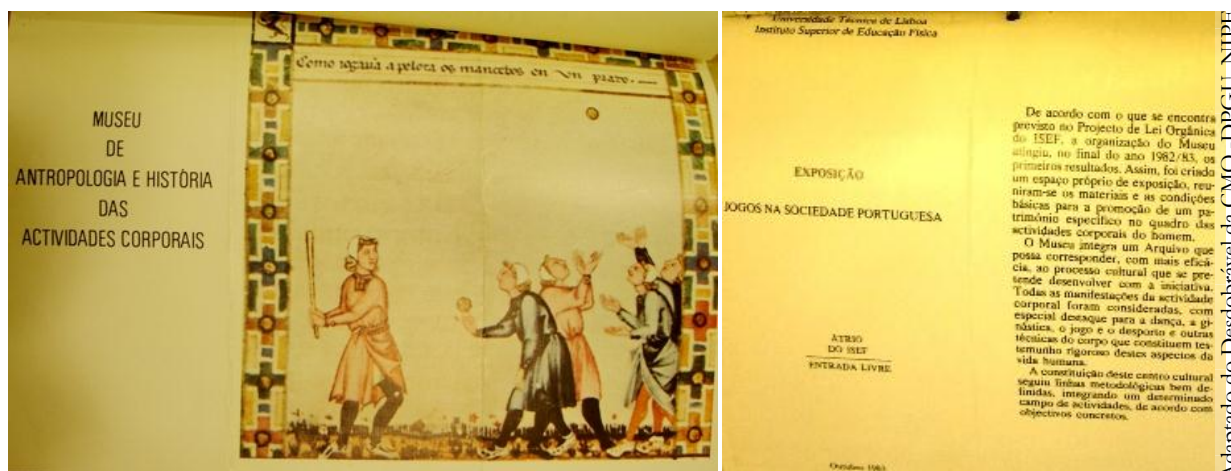 MUSEU
DE
ANTROPOLOGIA E HISTÒRIA
DAS
ACTIVIDADES CORPORAIS
Como a pelota os mancebos en un prado.
Universidade Técnica de Lisboa
Instituto Superior de Educação Física
EXPOSIÇÃO
JOGOS NA SOCIEDADE PORTUGUESA
ÁTRIO
DO ISEF
ENTRADA LIVRE
Outubro 1983
De acordo com o que se encontra
previsto no Projecto de Lei Orgânica
do ISEF, a organização do Museu
atingiu, no final do ano 1982/83, os
primeiros resultados. Assim, foi criado
um espaço próprio de exposição, reu-
niram-se os materiais e as condições
básicas para a promoção de um pa-
trimónio específico no quadro das
actividades corporais do homem.
O Museu integra um Arquivo que
possa corresponder, com mais eficá-
cia, ao processo cultural que se pre-
tende desenvolver com a iniciativa.
Todas as manifestações da actividade
corporal foram consideradas, com
especial destaque para a dança, a gi-
nástica, o jogo e o desporto e outras
técnicas do corpo que constituem tes-
temunho rigoroso destes aspectos da
vida humana.
A constituição deste centro cultural
seguiu linhas metodológicas bem de-
finidas, integrando um determinado
campo de actividades, de acordo com
objectivos concretos.
do Desdobrável da CMO